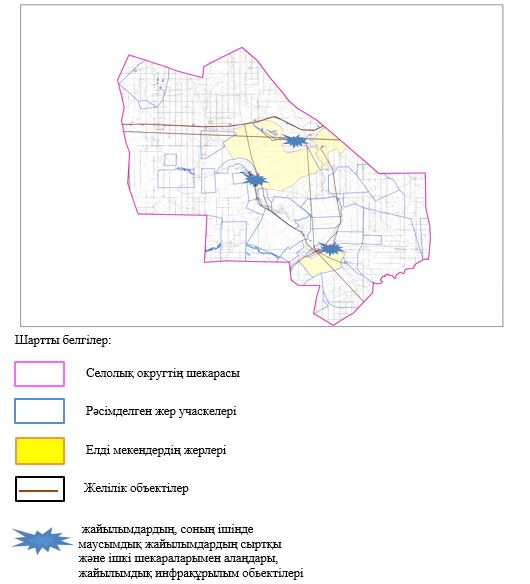 Шартты белгілер:
Селолық округтің шекарасы
Рәсімделген жер учаскелері
Елді мекендердің жерлері
Желілік объектілер
жайылымдардың, соның ішінде
маусымдық жайылымдардың сыртқы
және ішкі шекараларымен алаңдары,
жайылымдық инфрақұрылым обьектілері